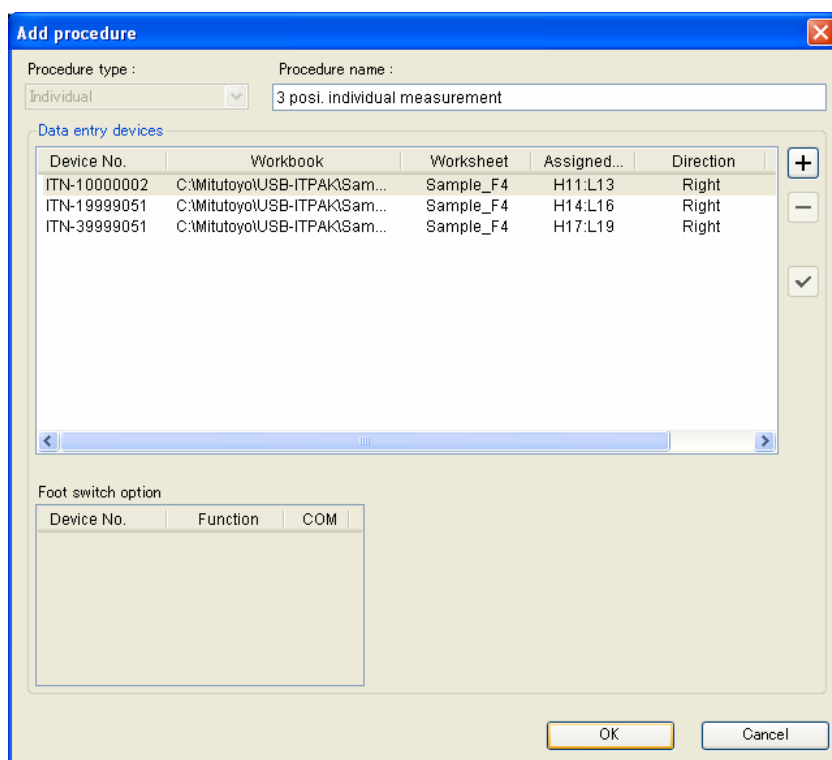 Add procedure
Procedure type :
Procedure name :
Individual
3 posi. individual measurement
Data entry devices
Device No. Workbook Worksheet Assigned... Direction
ITN-10000002 C:\Mitutoyo\USB-ITPAK\Sam... Sample_F4 H11:L13 Right
ITN-19999051 C:\Mitutoyo\USB-ITPAK\Sam... Sample_F4 H14:L16 Right
ITN-39999051 C:\Mitutoyo\USB-ITPAK\Sam... Sample_F4 H17:L19 Right
Foot switch option
Device No. Function COM
OK Cancel